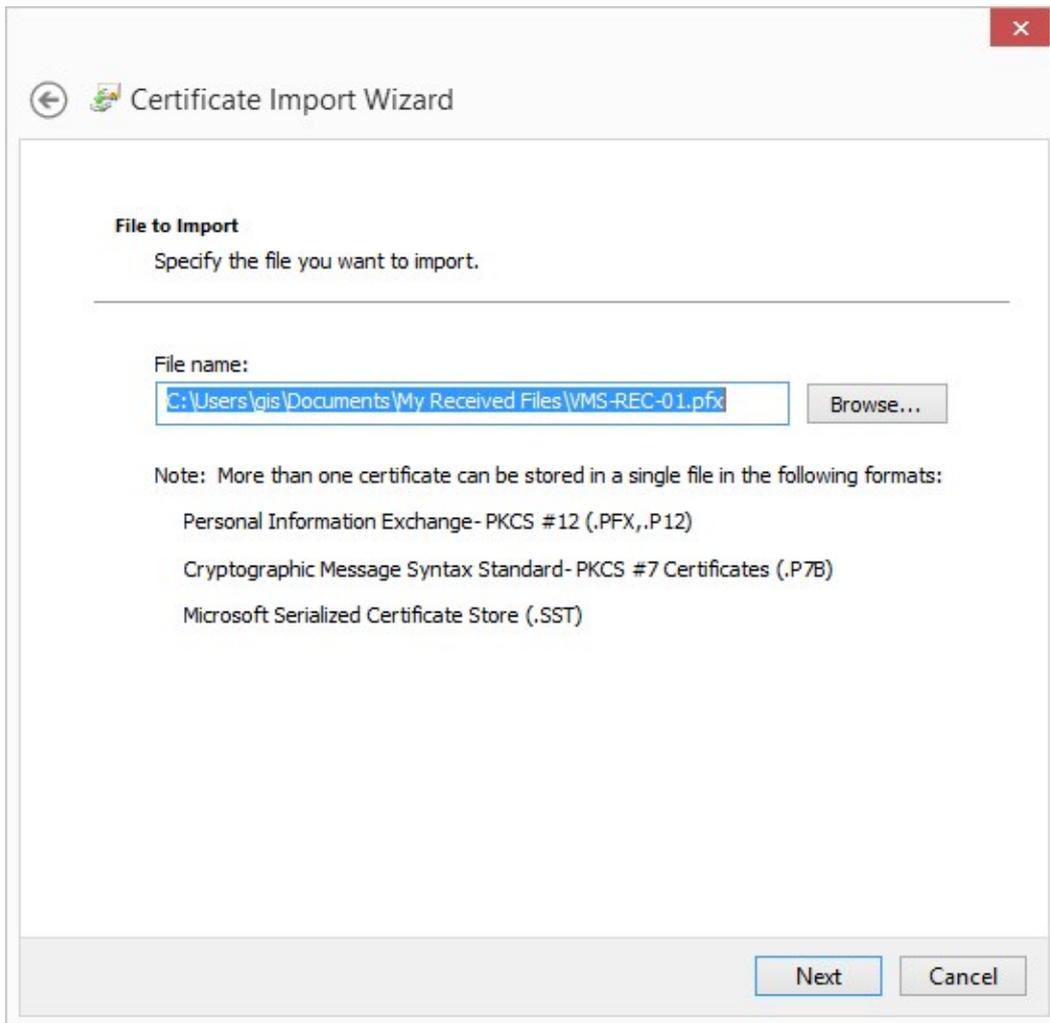 Certificate Import Wizard
File to Import
Specify the file you want to import.
File name:
C:\Users\gis\Documents\My Received Files\VMS-REC-01.pfx
Browse...
Note: More than one certificate can be stored in a single file in the following formats:
Personal Information Exchange- PKCS #12 (.PFX,.P12)
Cryptographic Message Syntax Standard- PKCS #7 Certificates (.P7B)
Microsoft Serialized Certificate Store (.SST)
Next
Cancel